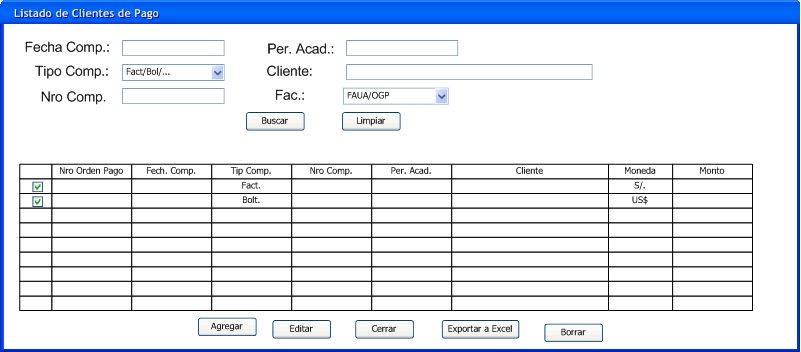 Listado de Clientes de Pago
Fecha Comp.: Per. Acad.:
Tipo Comp.: Fact/Bol/... Cliente:
Nro Comp. Fac.: FAUA/OGP
Buscar Limpiar
Nro Orden Pago Fech. Comp. Tip Comp. Nro Comp. Per. Acad. Cliente Moneda Monto
Fact. S/.
Bolt. US$
Agregar Editar Cerrar Exportar a Excel Borrar